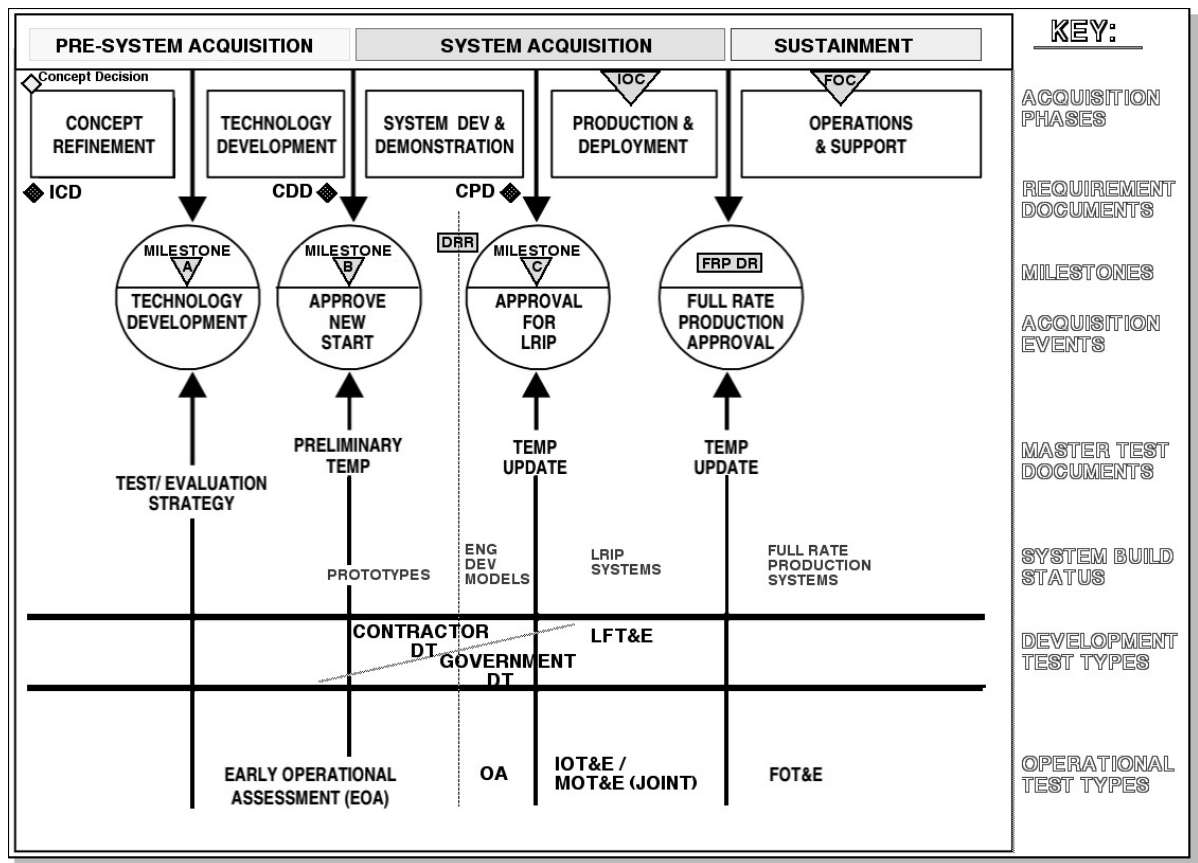 PRE-SYSTEM ACQUISITION
SYSTEM ACQUISITION
SUSTAINMENT
KEY:
Concept Decision
IOC
FOC
CONCEPT
REFINEMENT
TECHNOLOGY
DEVELOPMENT
SYSTEM DEV &
DEMONSTRATION
PRODUCTION &
DEPLOYMENT
OPERATIONS
& SUPPORT
ACQUISITION
PHASES
ICD
CDD
CPD
REQUIREMENT
DOCUMENTS
MILESTONE
A
TECHNOLOGY
DEVELOPMENT
MILESTONE
B
APPROVE
NEW
START
DRR
MILESTONE
C
APPROVAL
FOR
LRIP
FRP DR
FULL RATE
PRODUCTION
APPROVAL
MILESTONES
ACQUISITION
EVENTS
TEST/ EVALUATION
STRATEGY
PRELIMINARY
TEMP
TEMP
UPDATE
TEMP
UPDATE
MASTER TEST
DOCUMENTS
PROTOTYPES
ENG
DEV
MODELS
LRIP
SYSTEMS
FULL RATE
PRODUCTION
SYSTEMS
SYSTEM BUILD
STATUS
CONTRACTOR
DT
GOVERNMENT
DT
LFT&E
DEVELOPMENT
TEST TYPES
EARLY OPERATIONAL
ASSESSMENT (EOA)
OA
IOT&E /
MOT&E (JOINT)
FOT&E
OPERATIONAL
TEST TYPES